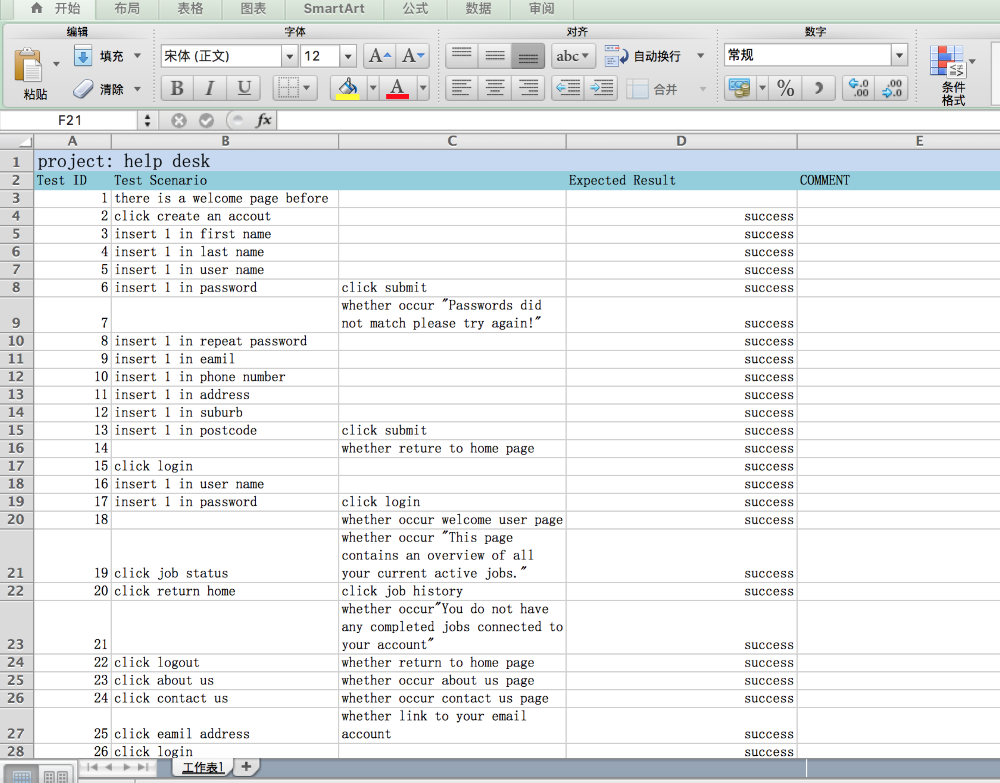 开始 布局 表格 图表 SmartArt 公式 数据 审阅
编辑 字体 对齐 数字
粘贴 填充 宋体 (正文) 12 A A abc 自动换行 常规 条件格式
清除 B I U A 合并 % .0 .00 .00 .0
F21 fx
A B C D E
1 project: help desk
2 Test ID Test Scenario Expected Result COMMENT
3 1 there is a welcome page before
4 2 click create an accout success
5 3 insert 1 in first name success
6 4 insert 1 in last name success
7 5 insert 1 in user name success
8 6 insert 1 in password click submit success
whether occur "Passwords did
9 7 not match please try again!" success
10 8 insert 1 in repeat password success
11 9 insert 1 in eamil success
12 10 insert 1 in phone number success
13 11 insert 1 in address success
14 12 insert 1 in suburb success
15 13 insert 1 in postcode click submit success
16 14 whether reture to home page success
17 15 click login success
18 16 insert 1 in user name success
19 17 insert 1 in password click login success
20 18 whether occur welcome user page success
whether occur "This page
contains an overview of all
21 19 click job status your current active jobs." success
22 20 click return home click job history success
whether occur"You do not have
any completed jobs connected to
23 21 your account" success
24 22 click logout whether return to home page success
25 23 click about us whether occur about us page success
26 24 click contact us whether occur contact us page success
whether link to your email
27 25 click eamil address account success
28 26 click login success
工作表1